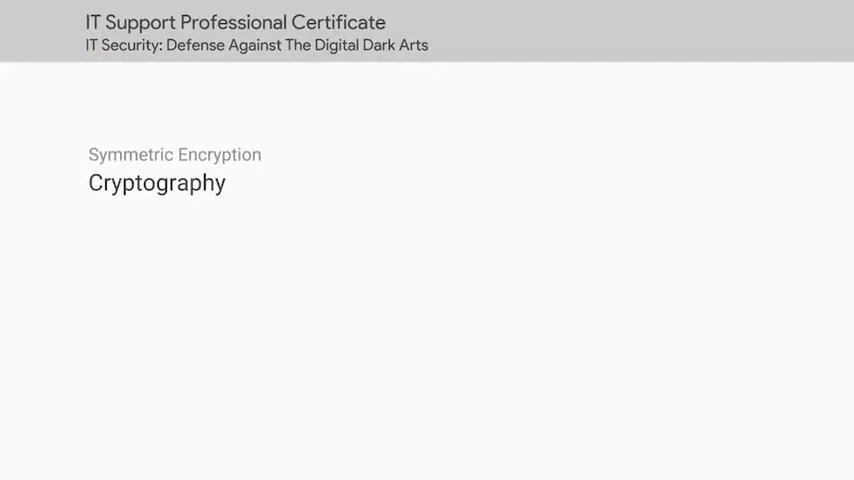 IT Support Professional Certificate
IT Security: Defense Against The Digital Dark Arts
Symmetric Encryption
Cryptography